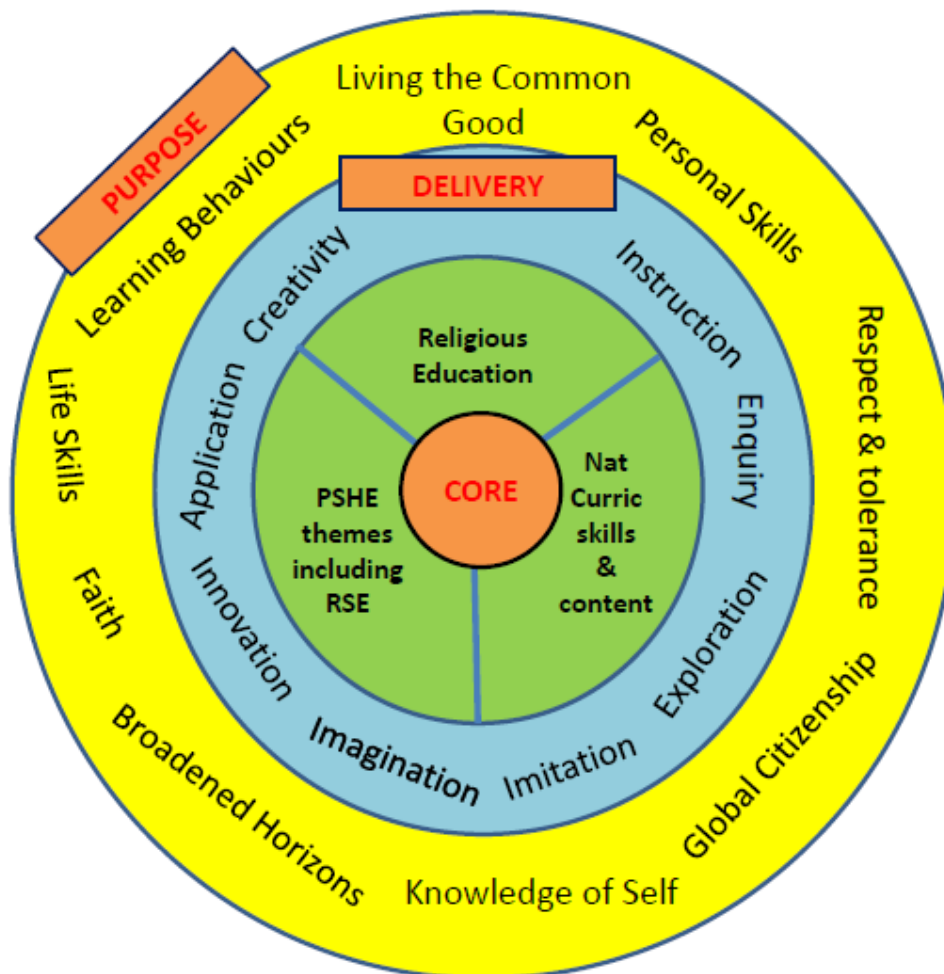 Living the Common
Good
PURPOSE
Learning Behaviours
Personal Skills
DELIVERY
Creativity
Instruction
Religious
Education
Respect & tolerance
Life Skills
Application
Enquiry
CORE
PSHE
themes
including
RSE
Nat
Curric
skills
&
content
Faith
Innovation
Exploration
Imagination
Imitation
Broadened Horizons
Global Citizenship
Knowledge of Self